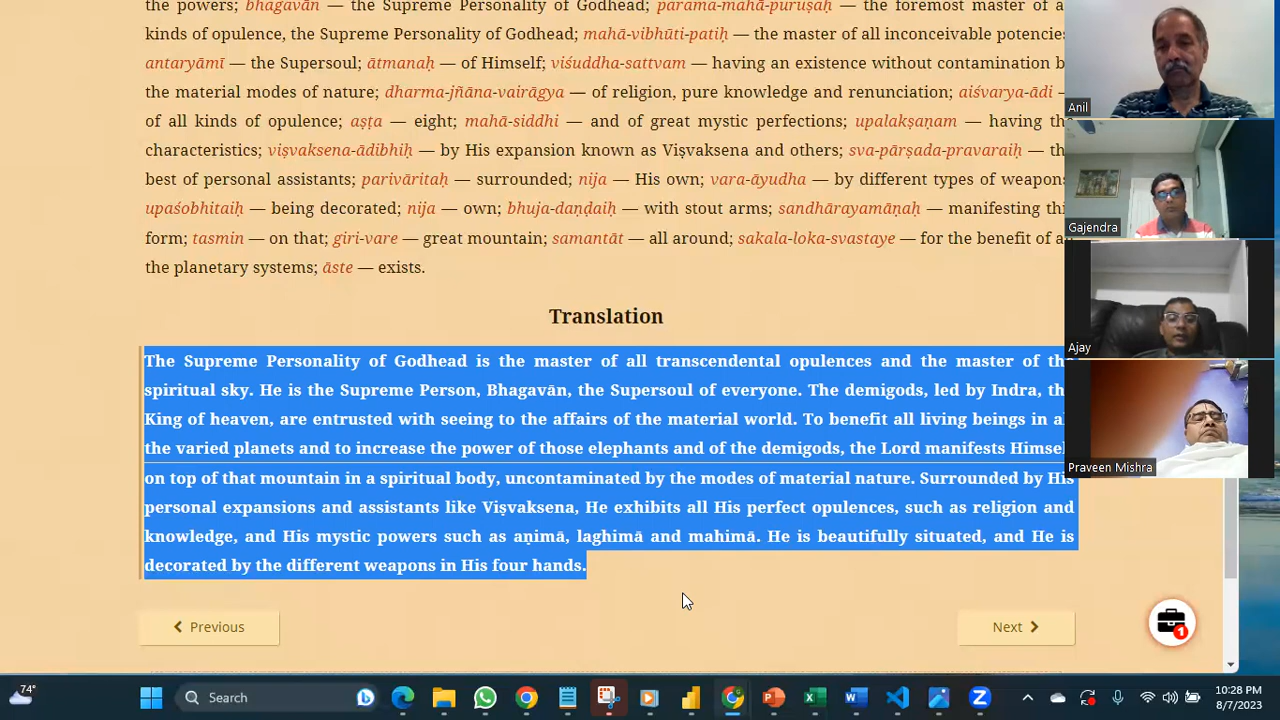 the powers; bhagavān — the Supreme Personality of Godhead; parama-mahā-puruṣaḥ — the foremost master of a
kinds of opulence, the Supreme Personality of Godhead; mahā-vibhūti-patiḥ — the master of all inconceivable potencies
antaryāmī — the Supersoul; ātmanaḥ — of Himself; viśuddha-sattvam — having an existence without contamination b
the material modes of nature; dharma-jñāna-vairāgya — of religion, pure knowledge and renunciation; aiśvarya-ādi -
of all kinds of opulence; aṣṭa — eight; mahā-siddhi — and of great mystic perfections; upalakṣaṇam — having th
characteristics; viṣvaksena-ādibhiḥ — by His expansion known as Viṣvaksena and others; sva-pārṣada-pravaraiḥ — th
best of personal assistants; parivāritaḥ — surrounded; nija — His own; vara-āyudha — by different types of weapons
upaśobhitaiḥ — being decorated; nija — own; bhuja-daṇḍaiḥ — with stout arms; sandhārayamāṇaḥ — manifesting thi
form; tasmin — on that; giri-vare — great mountain; samantāt — all around; sakala-loka-svastaye — for the benefit of a
the planetary systems; āste — exists.
Translation
The Supreme Personality of Godhead is the master of all transcendental opulences and the master of th
spiritual sky. He is the Supreme Person, Bhagavān, the Supersoul of everyone. The demigods, led by Indra, th
King of heaven, are entrusted with seeing to the affairs of the material world. To benefit all living beings in al
the varied planets and to increase the power of those elephants and of the demigods, the Lord manifests Himsel
on top of that mountain in a spiritual body, uncontaminated by the modes of material nature. Surrounded by His
personal expansions and assistants like Viṣvaksena, He exhibits all His perfect opulences, such as religion and
knowledge, and His mystic powers such as aṇimā, laghimā and mahimā. He is beautifully situated, and He is
decorated by the different weapons in His four hands.
Previous
Next
1
Anil
Gajendra
Ajay
Praveen Mishra
74°
Search
10:28 PM
8/7/2023